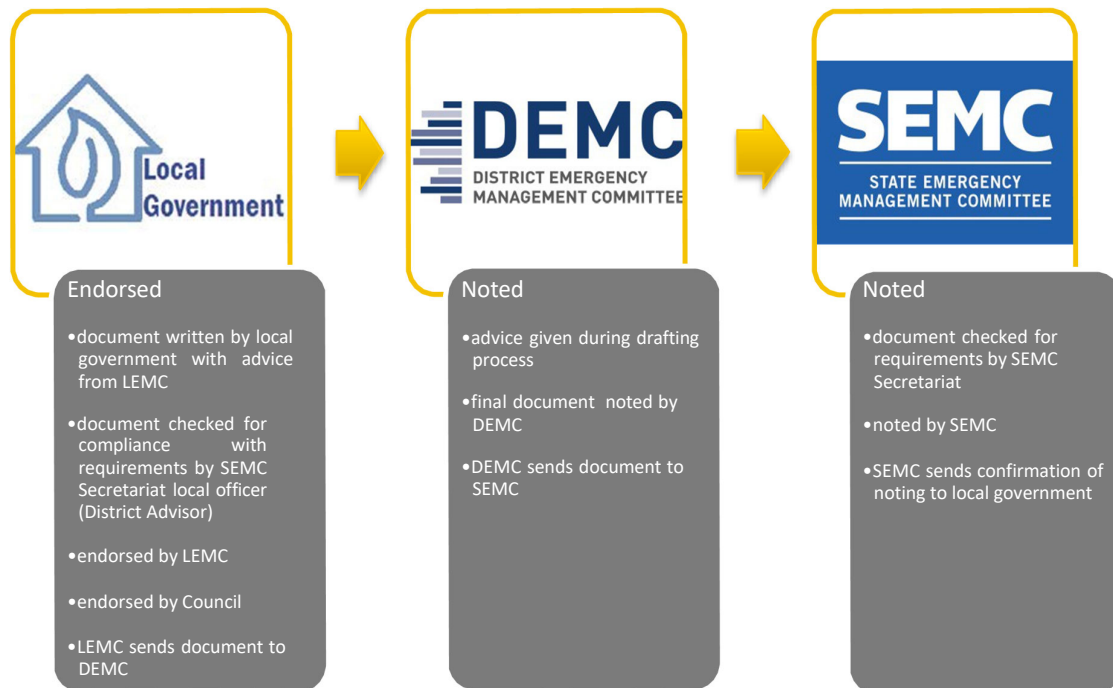 Local
Government
DEMC
DISTRICT EMERGENCY
MANAGEMENT COMMITTEE
SEMC
STATE EMERGENCY
MANAGEMENT COMMITTEE
Endorsed
•document written by local
government with advice
from LEMC
•document checked for
compliance with
requirements by SEMC
Secretariat local officer
(District Advisor)
•endorsed by LEMC
•endorsed by Council
•LEMC sends document to
DEMC
Noted
•advice given during drafting
process
•final document noted by
DEMC
•DEMC sends document to
SEMC
Noted
•document checked for
requirements by SEMC
Secretariat
•noted by SEMC
•SEMC sends confirmation of
noting to local government